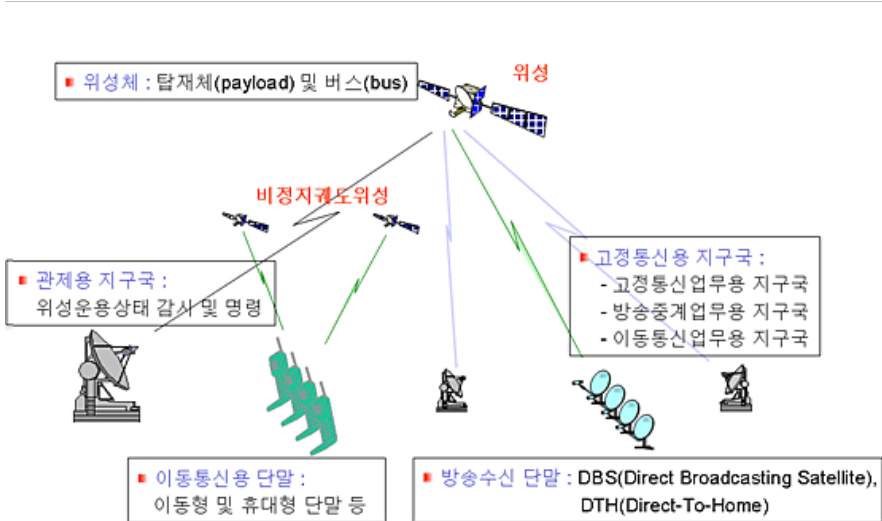 위성
위성체 : 탑재체(payload) 및 버스(bus)
비정지궤도위성
관제용 지구국 :
위성운용상태 감시 및 명령
고정통신용 지구국 :
- 고정통신업무용 지구국
- 방송중계업무용 지구국
- 이동통신업무용 지구국
이동통신용 단말 :
이동형 및 휴대형 단말 등
방송수신 단말 : DBS(Direct Broadcasting Satellite),
DTH(Direct-To-Home)